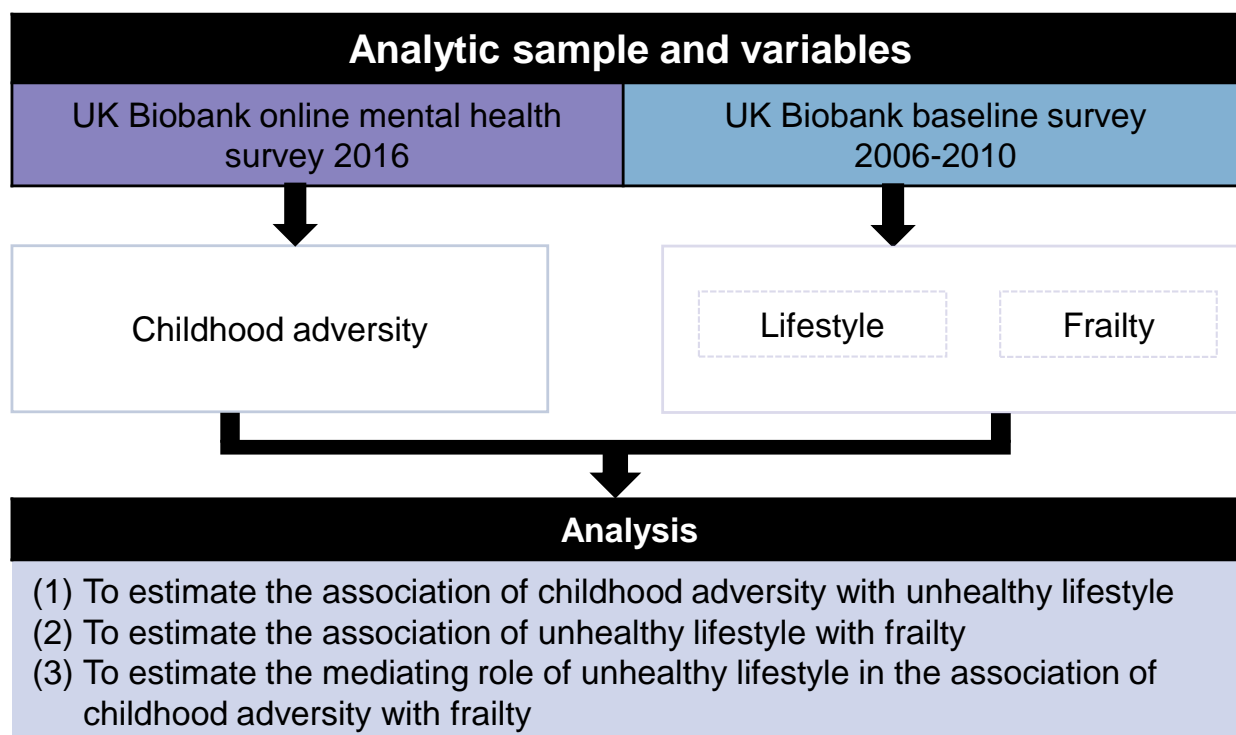 Analytic sample and variables
UK Biobank online mental health
survey 2016
UK Biobank baseline survey
2006-2010
Childhood adversity
Lifestyle
Frailty
Analysis
(1) To estimate the association of childhood adversity with unhealthy lifestyle
(2) To estimate the association of unhealthy lifestyle with frailty
(3) To estimate the mediating role of unhealthy lifestyle in the association of
childhood adversity with frailty